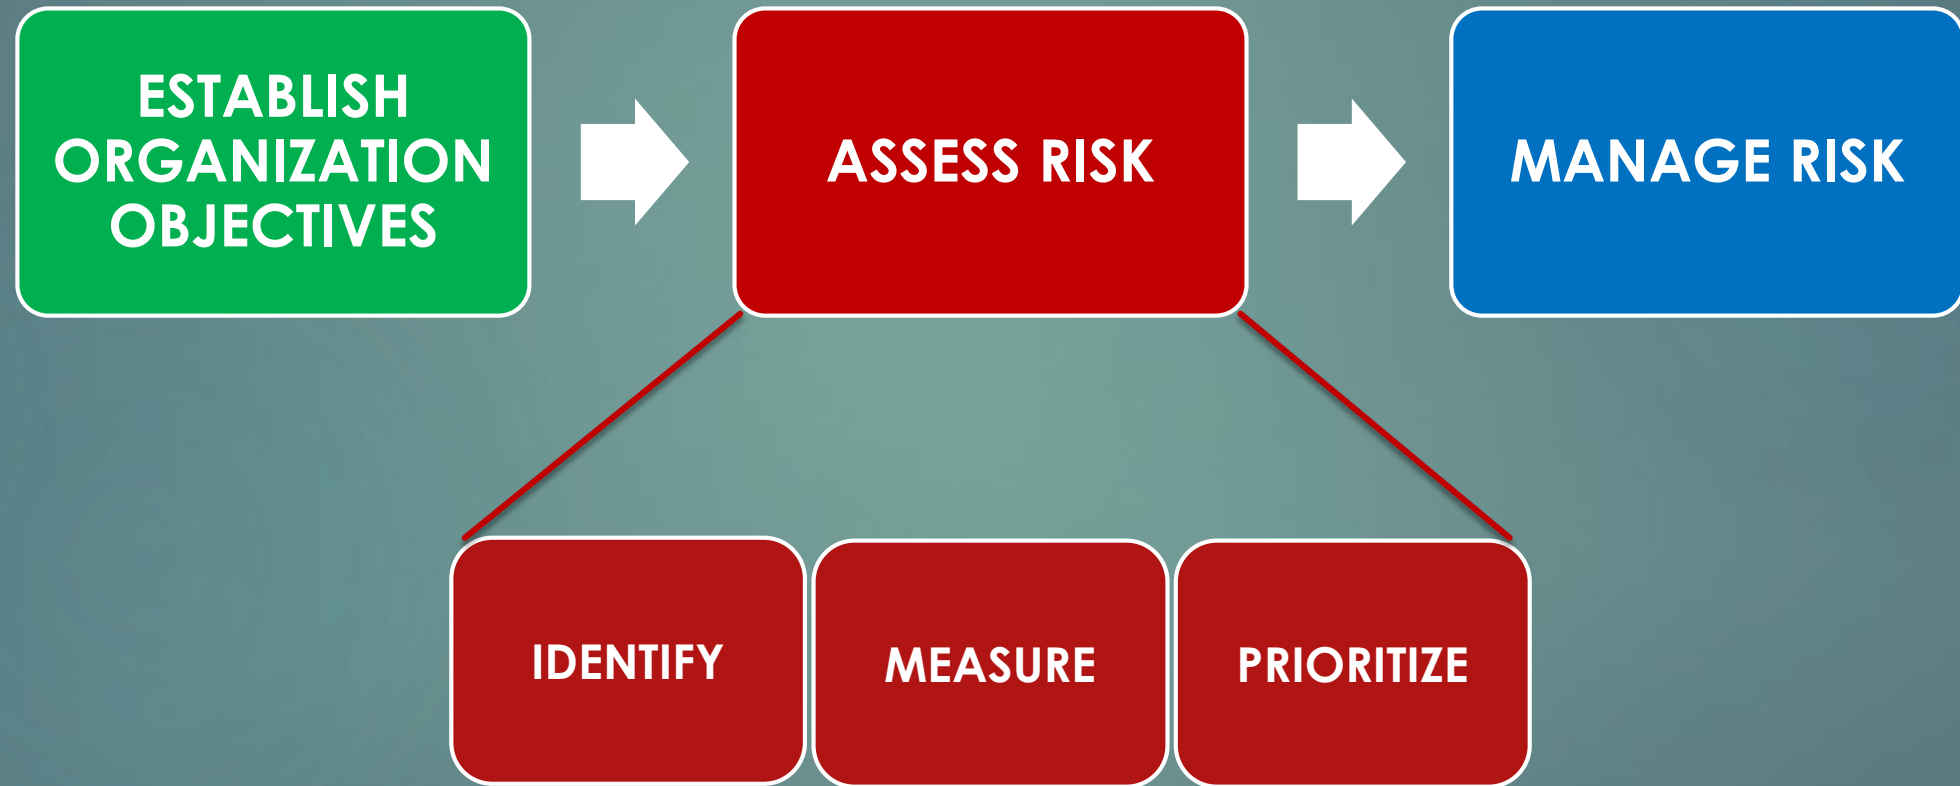 ESTABLISH
ORGANIZATION
OBJECTIVES
ASSESS RISK
MANAGE RISK
IDENTIFY
MEASURE
PRIORITIZE